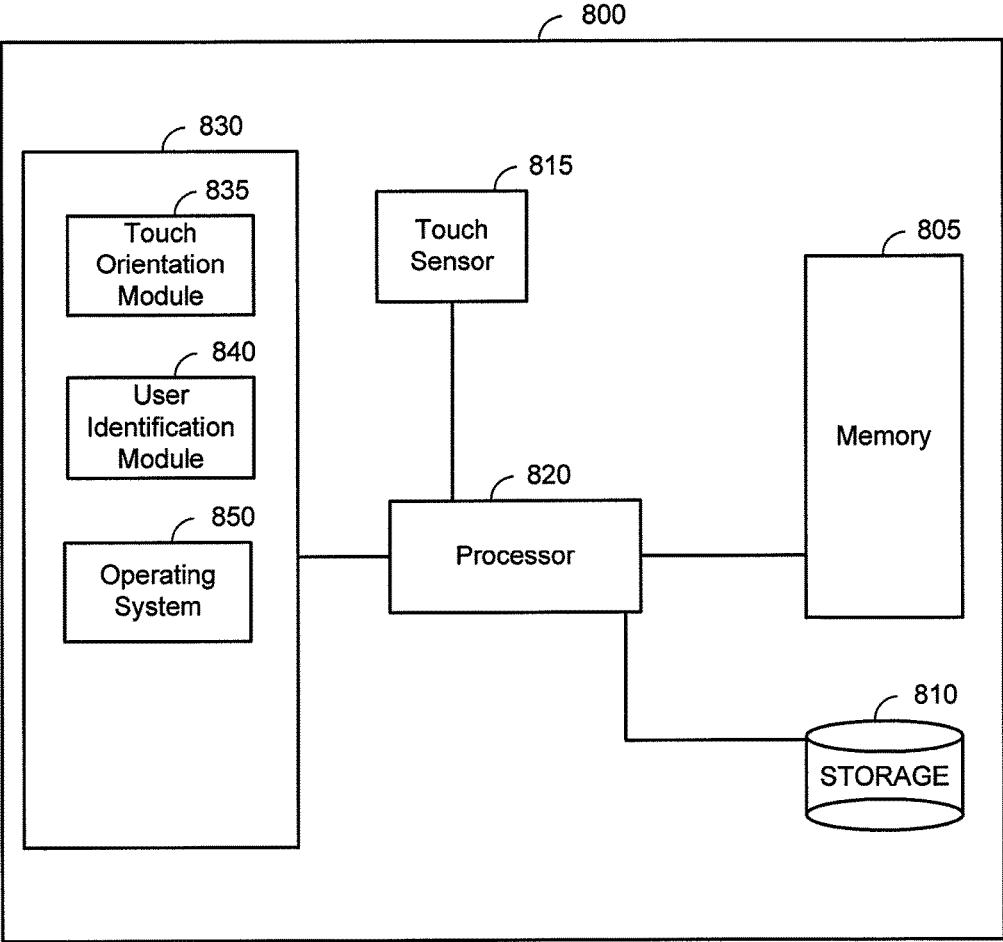 800
830
835
Touch
Orientation
Module
840
User
Identification
Module
850
Operating
System
815
Touch
Sensor
820
Processor
805
Memory
810
STORAGE